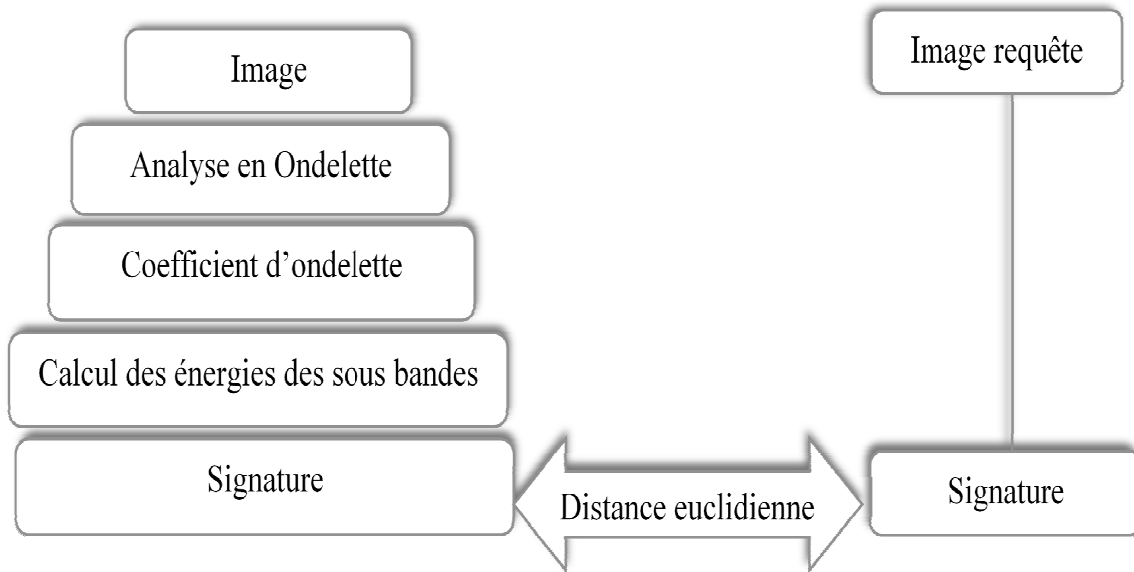 Image
Analyse en Ondelette
Coefficient d’ondelette
Calcul des énergies des sous bandes
Signature
Distance euclidienne
Image requête
Signature